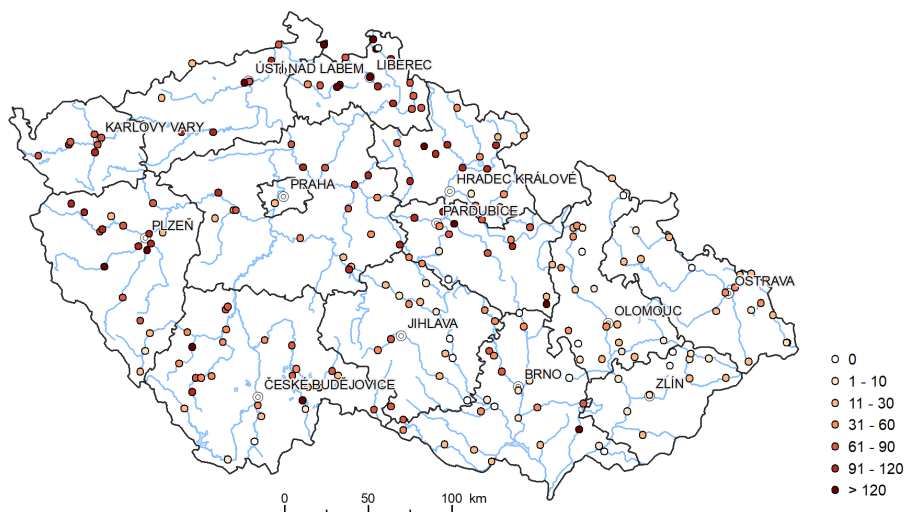 ÚSTÍ NAD LABEM
LIBEREC
KARLOVY VARY
PRAHA
HRADEC KRÁLOVÉ
PARDUBICE
PLZEŇ
OSTRAVA
OLOMOUC
JIHLAVA
BRNO
ZLÍN
ČESKÉ BUDĚJOVICE
0
1 - 10
11 - 30
31 - 60
61 - 90
91 - 120
> 120
0 50 100 km